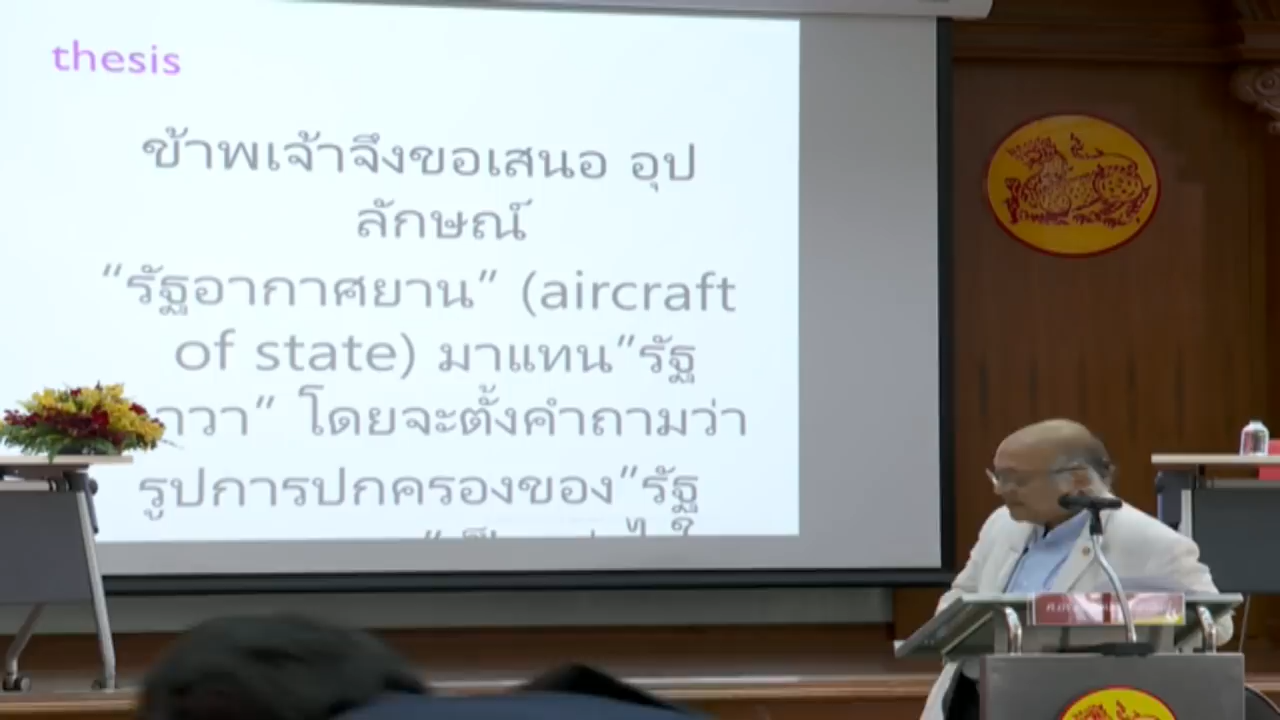 thesis
ข้าพเจ้าจึงขอเสนอ อุป
ลักษณ์
“รัฐอากาศยาน” (aircraft
of state) มาแทน”รัฐ
าวา” โดยจะตั้งคำถามว่า
รูปการปกครองของ”รัฐ